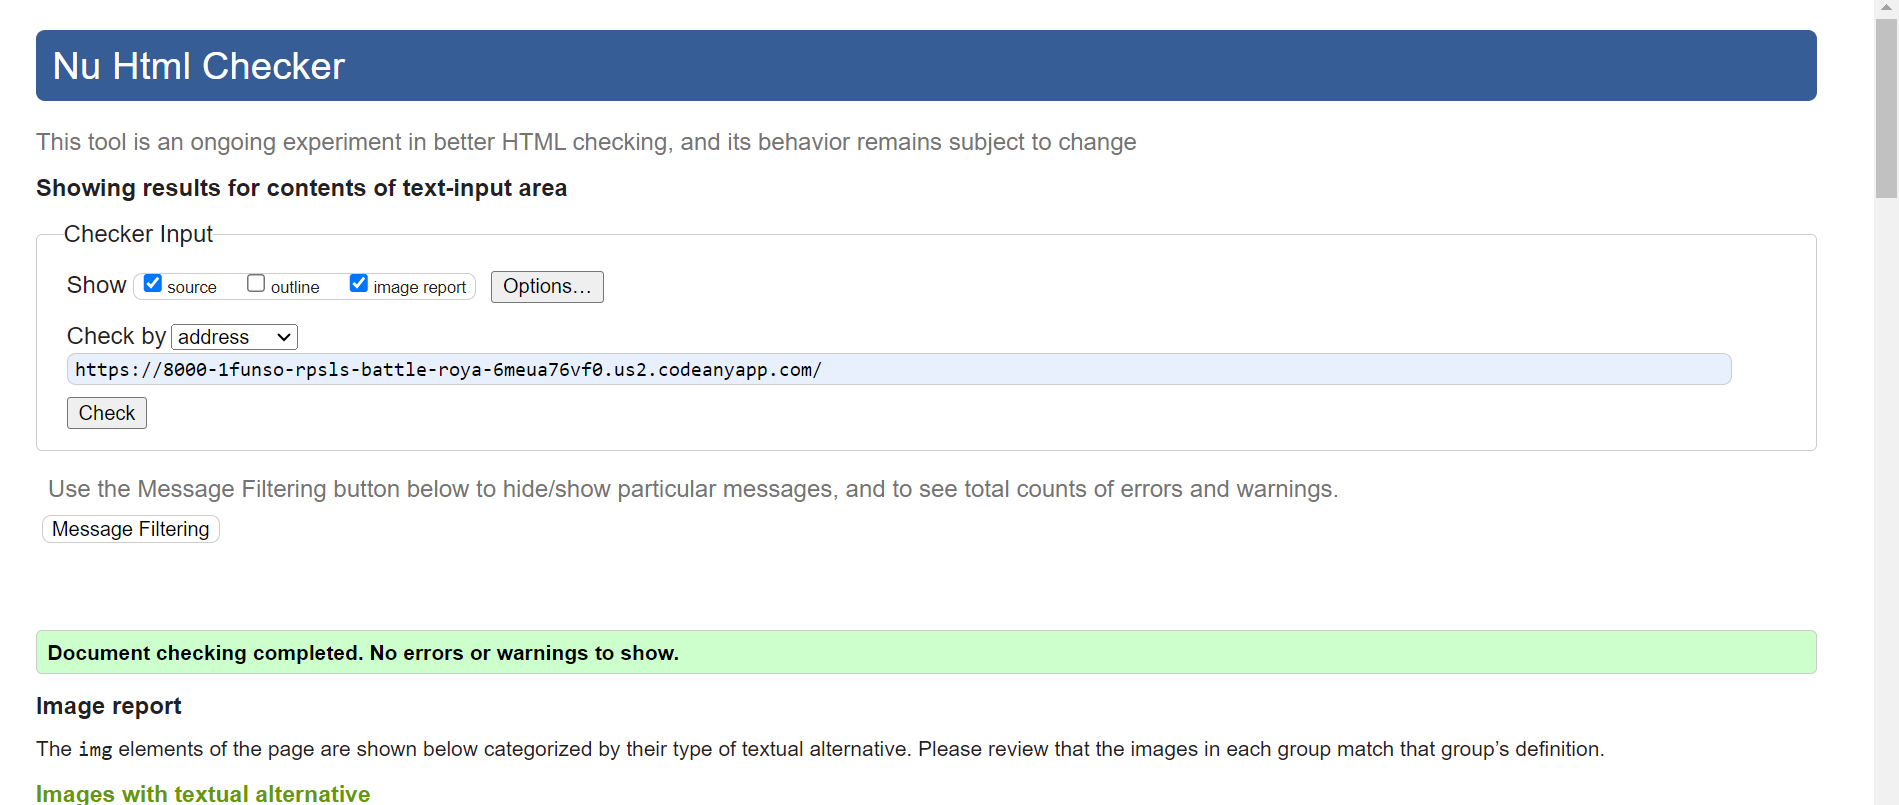 Nu Html Checker
This tool is an ongoing experiment in better HTML checking, and its behavior remains subject to change
Showing results for contents of text-input area
Checker Input
Show source outline image report Options…
Check by address
https://8000-1funso-rpsls-battle-roya-6meua76vf0.us2.codeanyapp.com/
Check
Use the Message Filtering button below to hide/show particular messages, and to see total counts of errors and warnings.
Message Filtering
Document checking completed. No errors or warnings to show.
Image report
The img elements of the page are shown below categorized by their type of textual alternative. Please review that the images in each group match that group’s definition.
Images with textual alternative